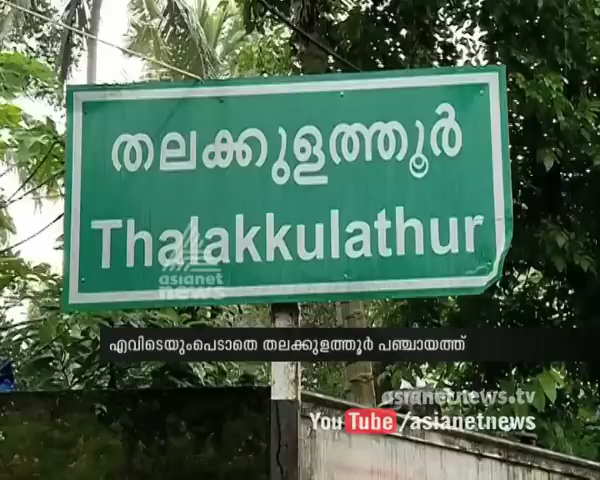 തലക്കുളത്തൂർ
Thalakkulathur
asianet
news
എവിടെയുംപെടാതെ തലക്കുളത്തൂർ പഞ്ചായത്ത്
asianetnews.tv
YouTube/asianetnews